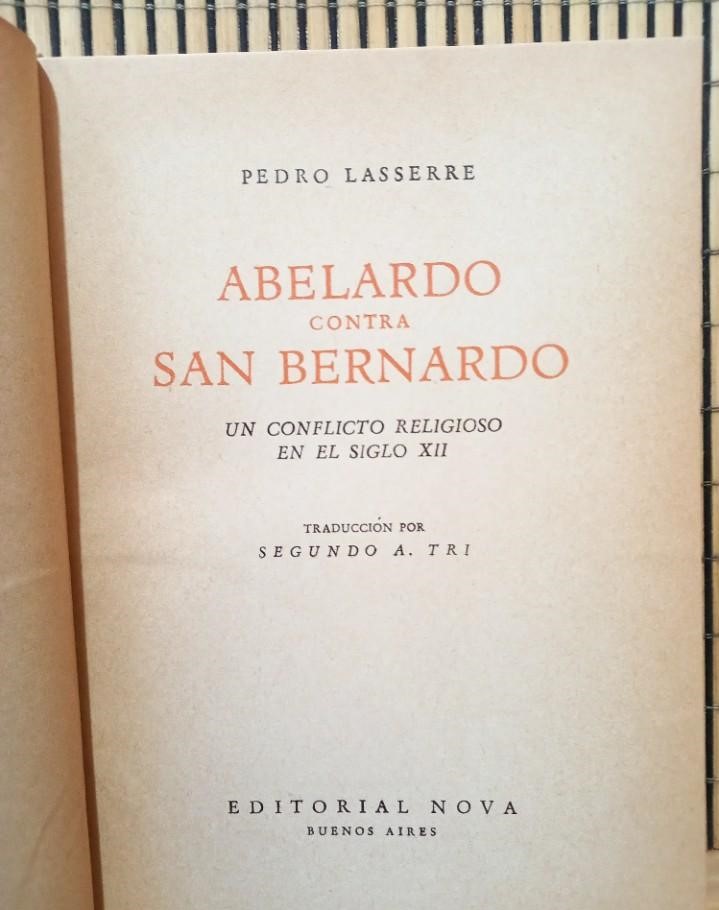 PEDRO LASSERRE
ABELARDO
CONTRA
SAN BERNARDO
UN CONFLICTO RELIGIOSO
EN EL SIGLO XII
TRADUCCIÓN POR
SEGUNDO A. TRI
EDITORIAL NOVA
BUENOS AIRES